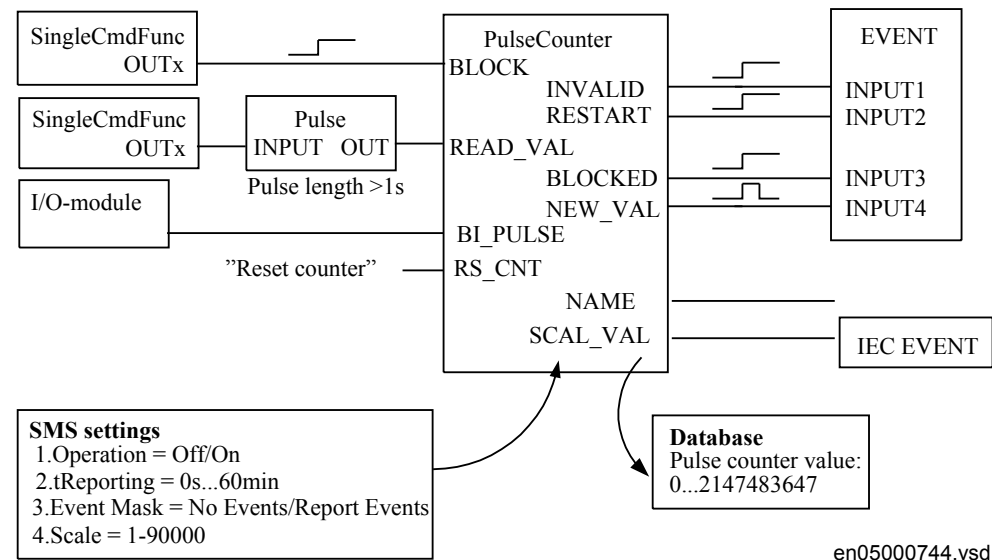 SingleCmdFunc
OUTx
SingleCmdFunc
OUTx
Pulse
INPUT OUT
Pulse length >1s
I/O-module
”Reset counter”
PulseCounter
BLOCK
INVALID
RESTART
READ_VAL
BLOCKED
NEW_VAL
BI_PULSE
RS_CNT
NAME
SCAL_VAL
EVENT
INPUT1
INPUT2
INPUT3
INPUT4
IEC EVENT
SMS settings
1.Operation = Off/On
2.tReporting = 0s...60min
3.Event Mask = No Events/Report Events
4.Scale = 1-90000
Database
Pulse counter value:
0...2147483647
en05000744.vsd